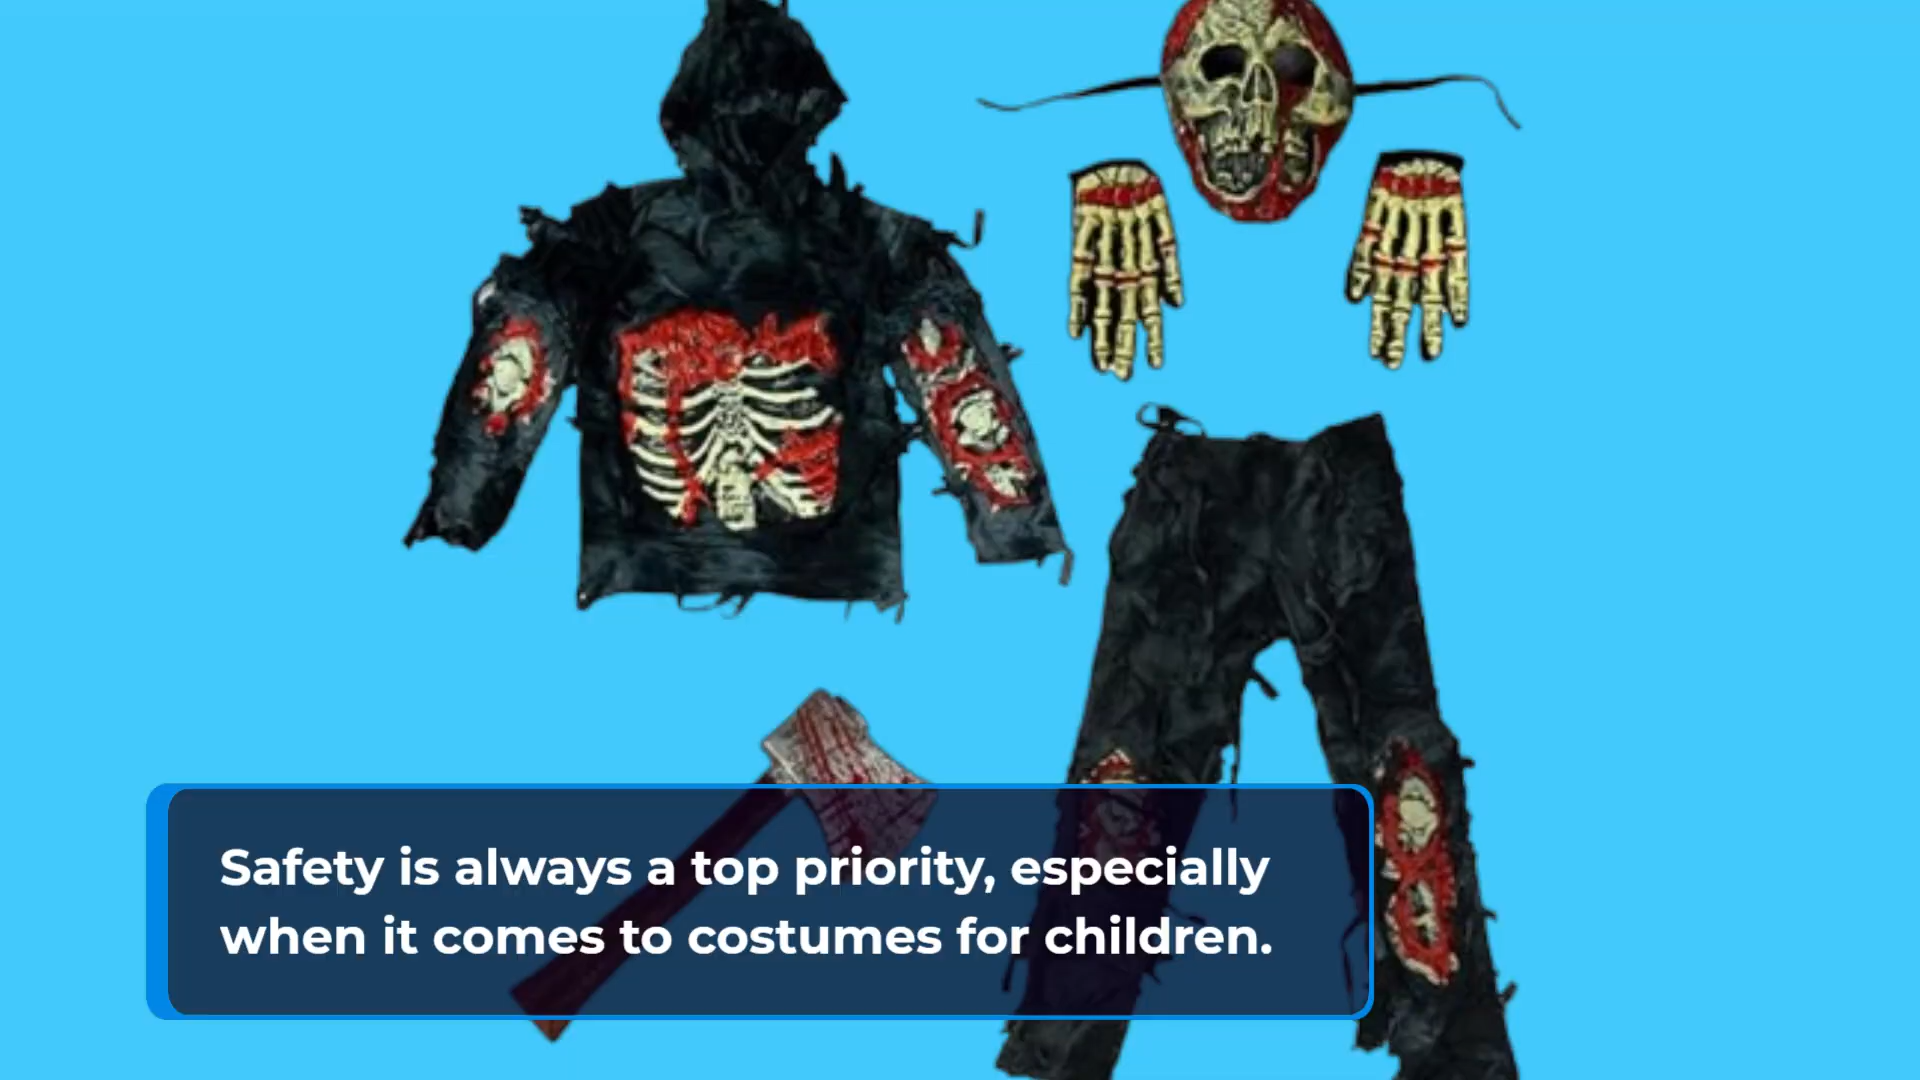 Safety is always a top priority, especially
when it comes to costumes for children.